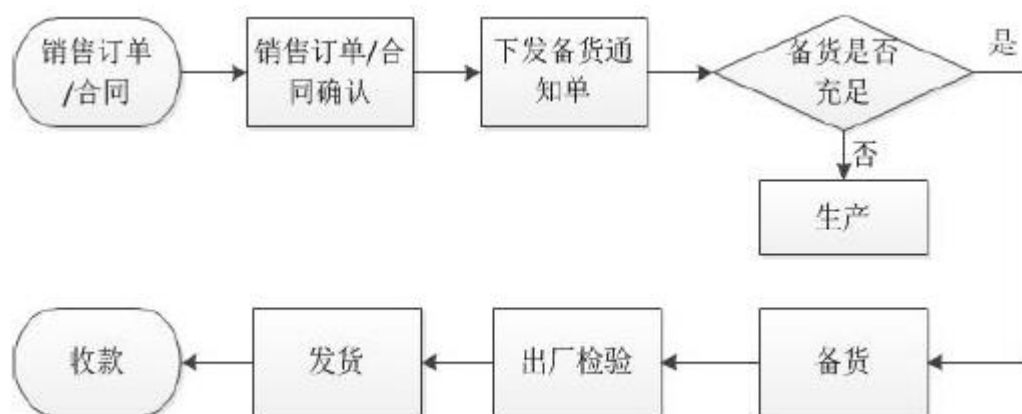 销售订单
/合同
销售订单/合
同确认
下发备货通
知单
备货是否
充足
是
否
生产
收款
发货
出厂检验
备货